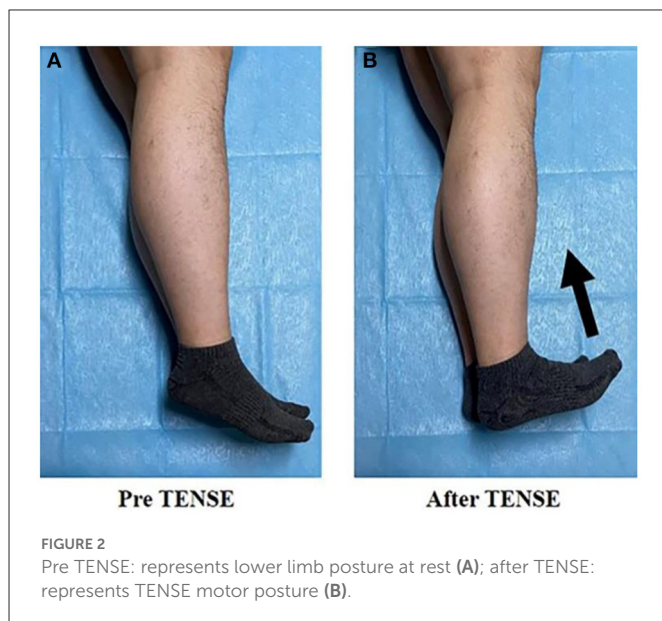 A
B
Pre TENSE
After TENSE
FIGURE 2
Pre TENSE: represents lower limb posture at rest (A); after TENSE:
represents TENSE motor posture (B).